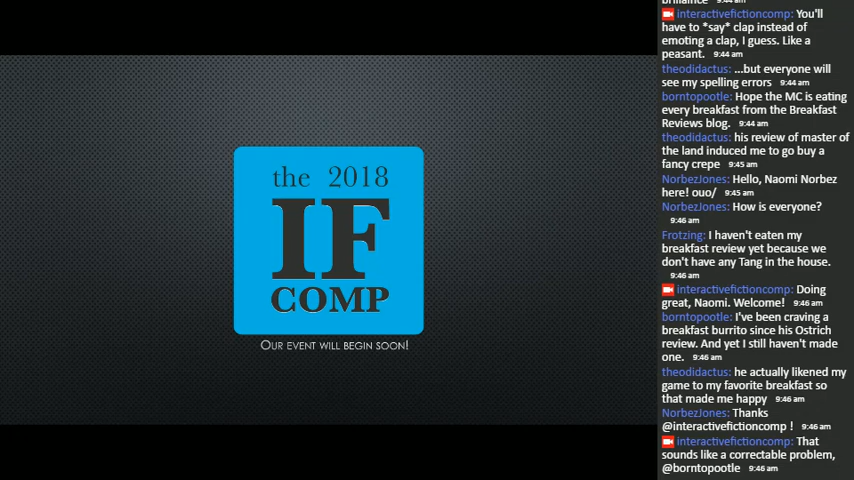 the 2018
IF
COMP
OUR EVENT WILL BEGIN SOON!
brilliance 9:44 am
interactivefictioncomp: You'll
have to *say* clap instead of
emoting a clap, I guess. Like a
peasant. 9:44 am
theodidactus: ...but everyone will
see my spelling errors 9:44 am
borntopootle: Hope the MC is eating
every breakfast from the Breakfast
Reviews blog. 9:44 am
theodidactus: his review of master of
the land induced me to go buy a
fancy crepe 9:45 am
NorbezJones: Hello, Naomi Norbez
here! ouo/ 9:45 am
NorbezJones: How is everyone?
9:46 am
Frotzing: I haven't eaten my
breakfast review yet because we
don't have any Tang in the house.
9:46 am
interactivefictioncomp: Doing
great, Naomi. Welcome! 9:46 am
borntopootle: I've been craving a
breakfast burrito since his Ostrich
review. And yet I still haven't made
one. 9:46 am
theodidactus: he actually likened my
game to my favorite breakfast so
that made me happy 9:46 am
NorbezJones: Thanks
@interactivefictioncomp ! 9:46 am
interactivefictioncomp: That
sounds like a correctable problem,
@borntopootle 9:46 am